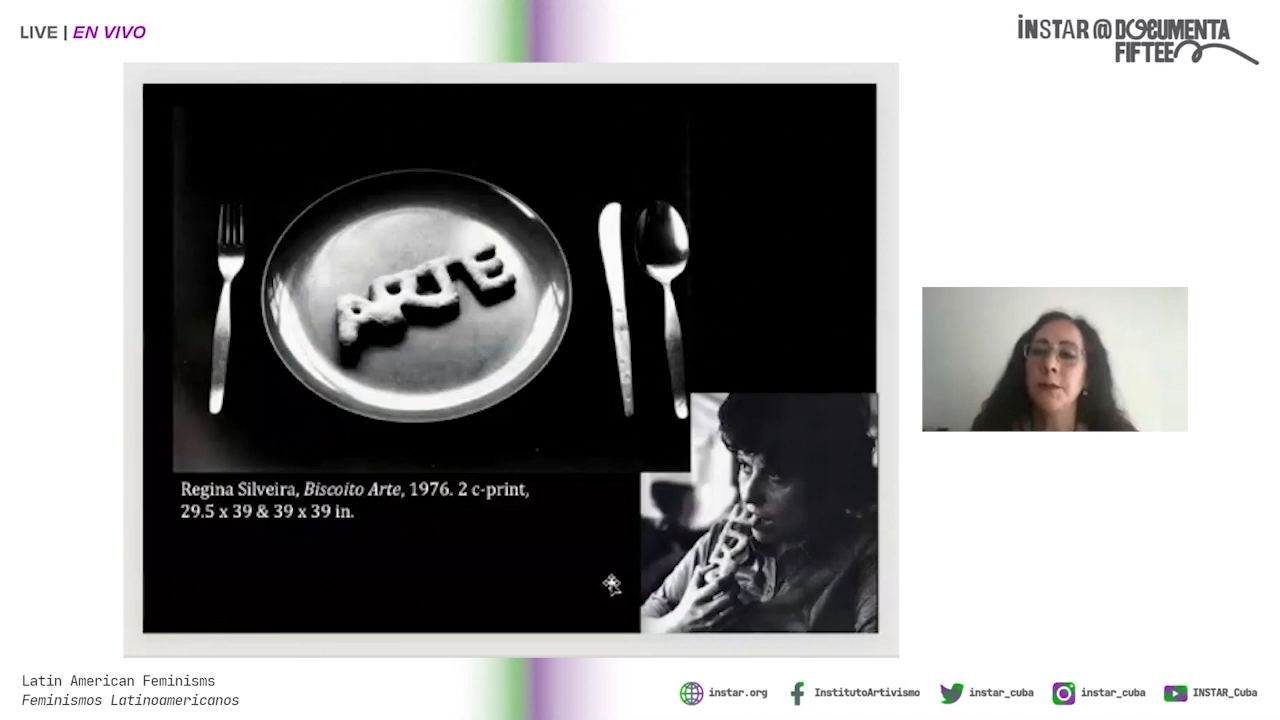 LIVE | EN VIVO
iNSTAR @ DOCUMENTA
FIFTEE
ARTE
Regina Silveira, Biscoito Arte, 1976. 2 c-print,
29.5 x 39 & 39 x 39 in.
ARTE
Latin American Feminisms
Feminismos Latinoamericanos
instar.org
InstitutoArtivismo
instar_cuba
instar_cuba
INSTAR_Cuba